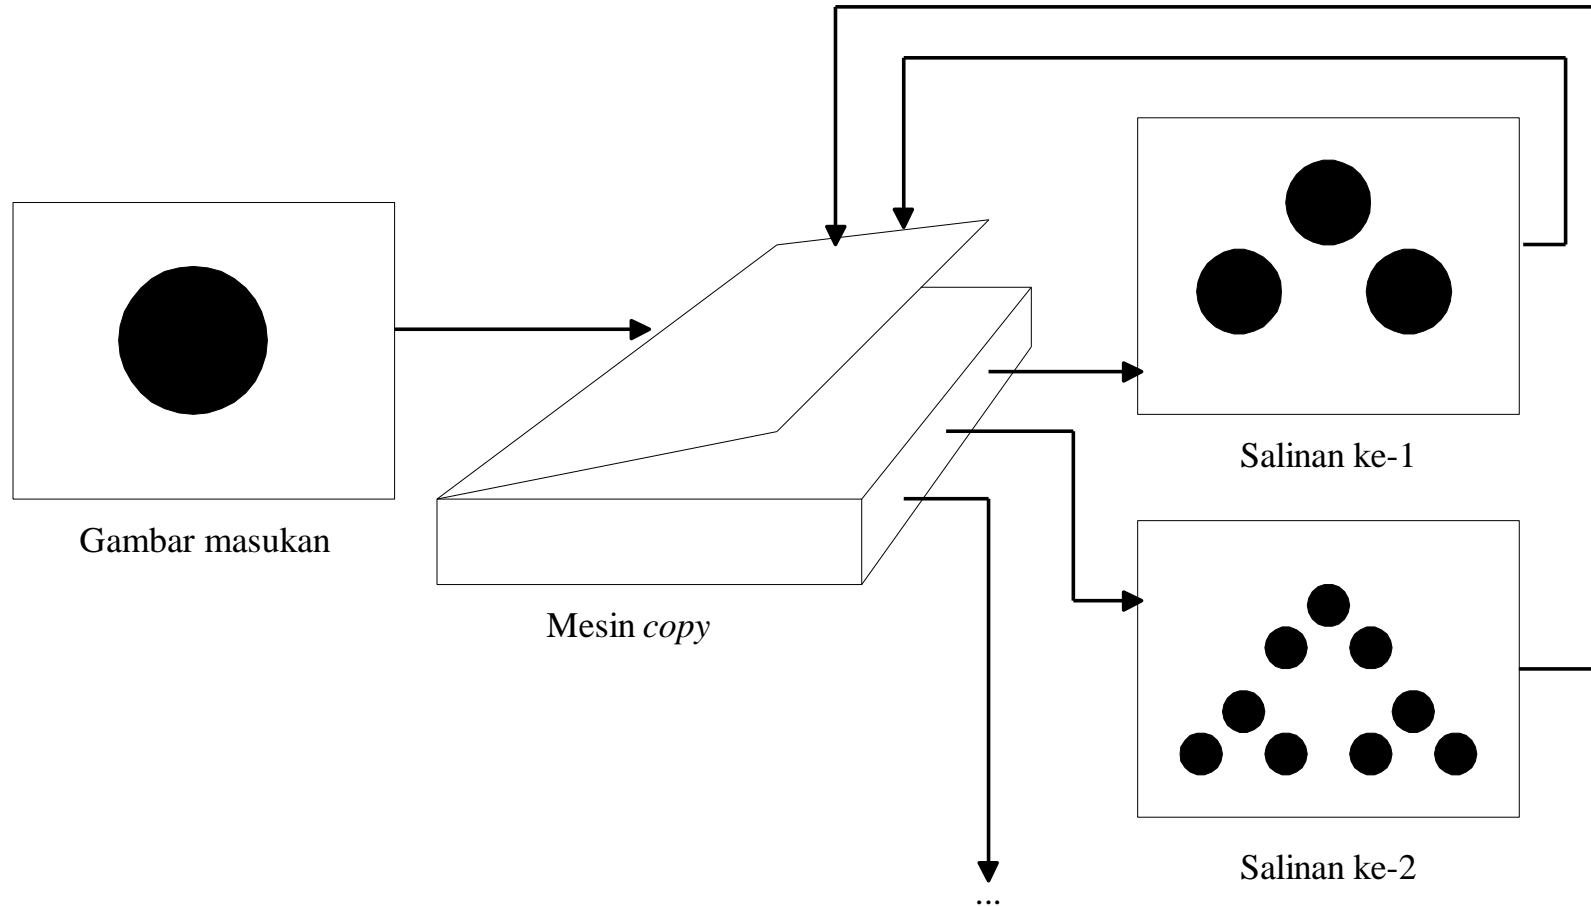 Gambar masukan
Mesin copy
Salinan ke-1
Salinan ke-2
...